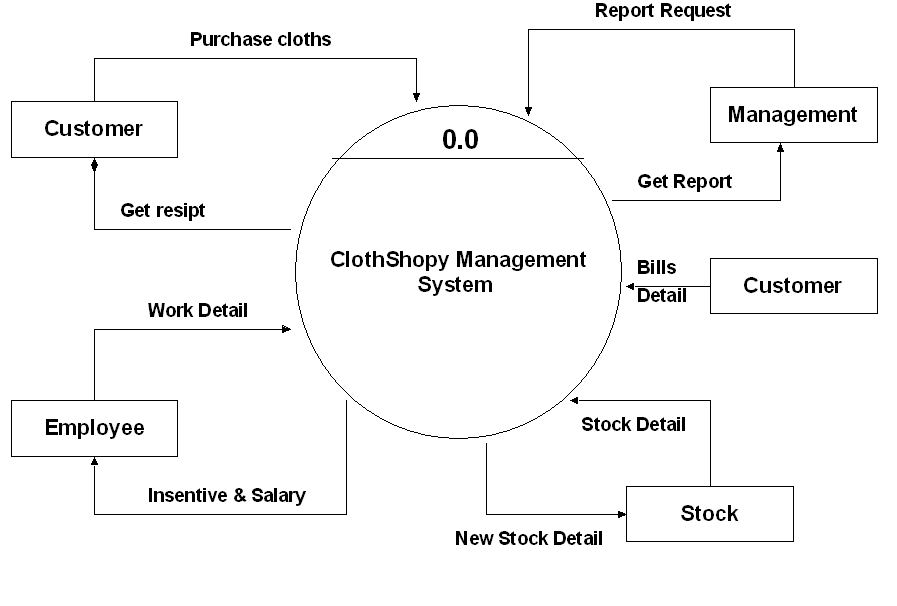 Report Request
Purchase cloths
Customer
Management
0.0
Get Report
Get resipt
ClothShopy Management
System
Bills
Detail
Customer
Work Detail
Employee
Stock Detail
Insentive & Salary
Stock
New Stock Detail